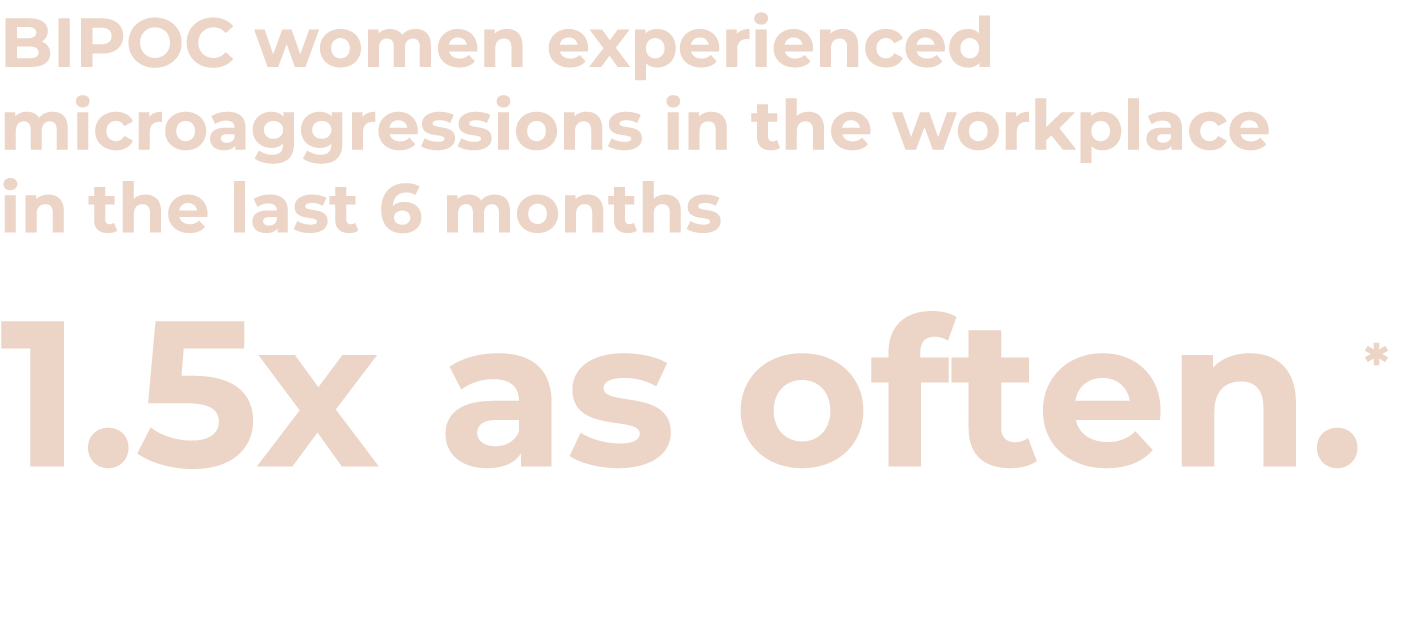 BIPOC women experienced
microaggressions in the workplace
in the last 6 months
1.5x as often.*